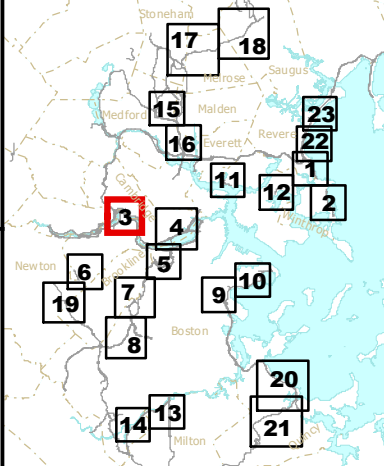 Stoneham
17
18
Melrose
Saugus
15
Medford
Malden
23
Everett
Revere
22
16
1
11
12
2
Cambridge
3
4
Winthrop
Brookline
5
Newton
6
10
7
9
19
Boston
8
20
13
14
21
Milton
Quincy